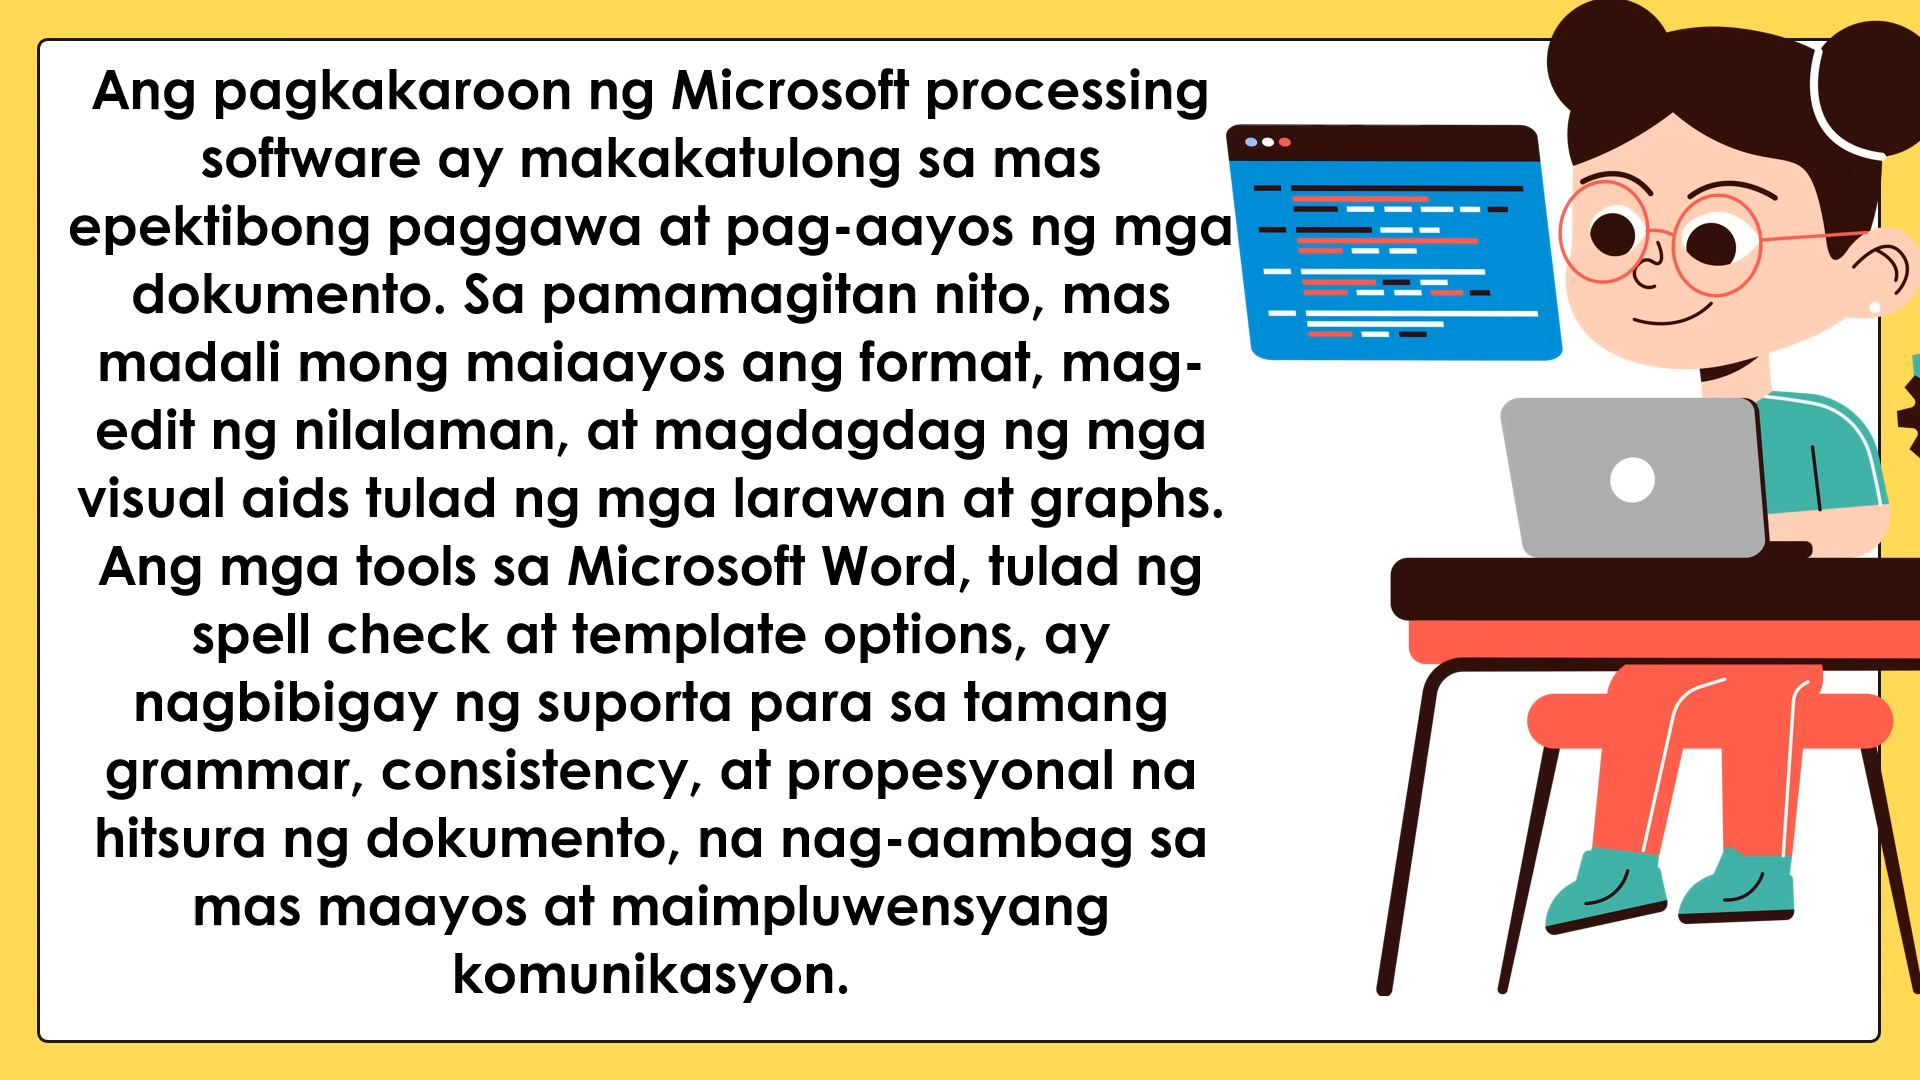 Ang pagkakaroon ng Microsoft processing
software ay makakatulong sa mas
epektibong paggawa at pag-aayos ng mga
dokumento. Sa pamamagitan nito, mas
madali mong maiaayos ang format, mag-
edit ng nilalaman, at magdagdag ng mga
visual aids tulad ng mga larawan at graphs.
Ang mga tools sa Microsoft Word, tulad ng
spell check at template options, ay
nagbibigay ng suporta para sa tamang
grammar, consistency, at propesyonal na
hitsura ng dokumento, na nag-aambag sa
mas maayos at maimpluwensyang
komunikasyon.